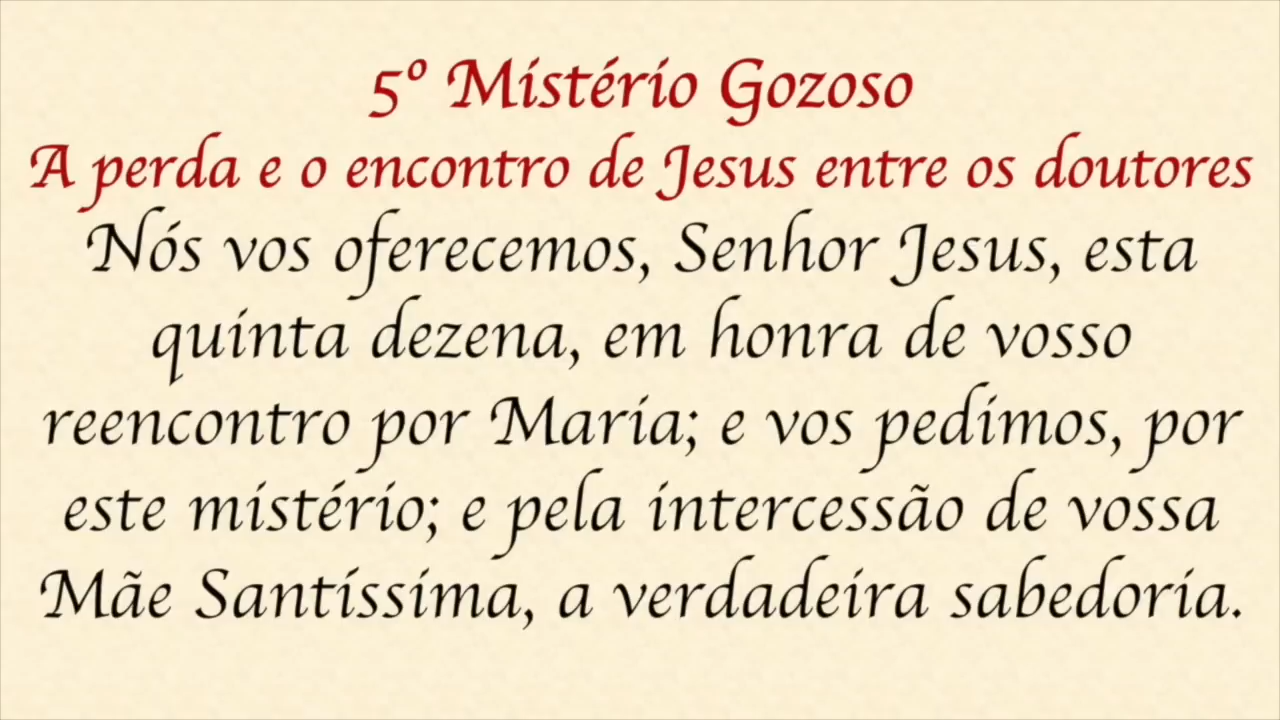 5º Mistério Gozoso
A perda e o encontro de Jesus entre os doutores
Nós vos oferecemos, Senhor Jesus, esta
quinta dezena, em honra de vosso
reencontro por Maria; e vos pedimos, por
este mistério; e pela intercessão de vossa
Mãe Santíssima, a verdadeira sabedoria.